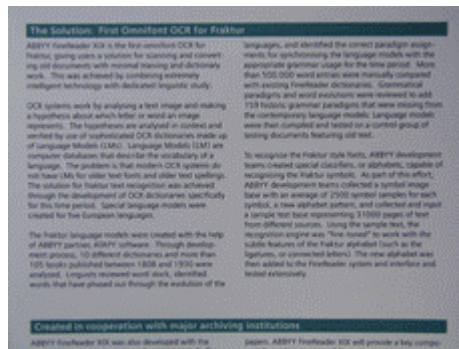 The Solution: First Omnifont OCR for Fraktur
ABBYY FineReader XIX is the first omnifont OCR for
Fraktur, giving users a solution for scanning and convert-
ing old documents with minimal training and dictionary
work. This was achieved by combining extremely
intelligent technology with dedicated linguistic study.
OCR systems work by analysing a text image and making
a hypothesis about which letter or word an image
represents. The hypotheses are analysed in context and
verified by use of sophisticated OCR dictionaries made up
of Language Models (LMs). Language Models (LM) are
computer databases that describe the vocabulary of a
language. The problem is that modern OCR systems do
not have LMs for older text fonts and older text spellings.
The solution for Fraktur text recognition was achieved
through the development of OCR dictionaries specifically
for this time period. Special language models were
created for five European languages.
The Fraktur language models were created with the help
of ABBYY partner, ATAPY software. Through develop-
ment process, 10 different dictionaries and more than
105 books published between 1808 and 1930 were
analysed. Linguists reviewed word stock, identified
words that have phased out through the evolution of the
languages, and identified the correct paradigm assign-
ments for synchronising the language models with the
appropriate grammar usage for the time period. More
than 500,000 word entries were manually compared
with existing FineReader dictionaries. Grammatical
paradigms and word evolutions were reviewed to add
159 historic grammar paradigms that were missing from
the contemporary language models. Language models
were then compiled and tested on a control group of
testing documents featuring old text.
To recognise the Fraktur style fonts, ABBYY development
teams created special classifiers, or alphabets, capable of
recognising the Fraktur symbols. As part of this effort,
ABBYY development teams collected a symbol image
base with an average of 2500 symbol samples for each
symbol, a new alphabet pattern, and collected and input
a sample text base representing 31000 pages of text
from different sources. Using the sample text, the
recognition engine was "fine-tuned" to work with the
subtle features of the Fraktur alphabet (such as the
ligatures, or connected letters). The new alphabet was
then added to the FineReader system and interface and
tested extensively.
Created in cooperation with major archiving institutions
ABBYY FineReader XIX was also developed with the
papers, ABBYY FineReader XIX will provide a key compo-